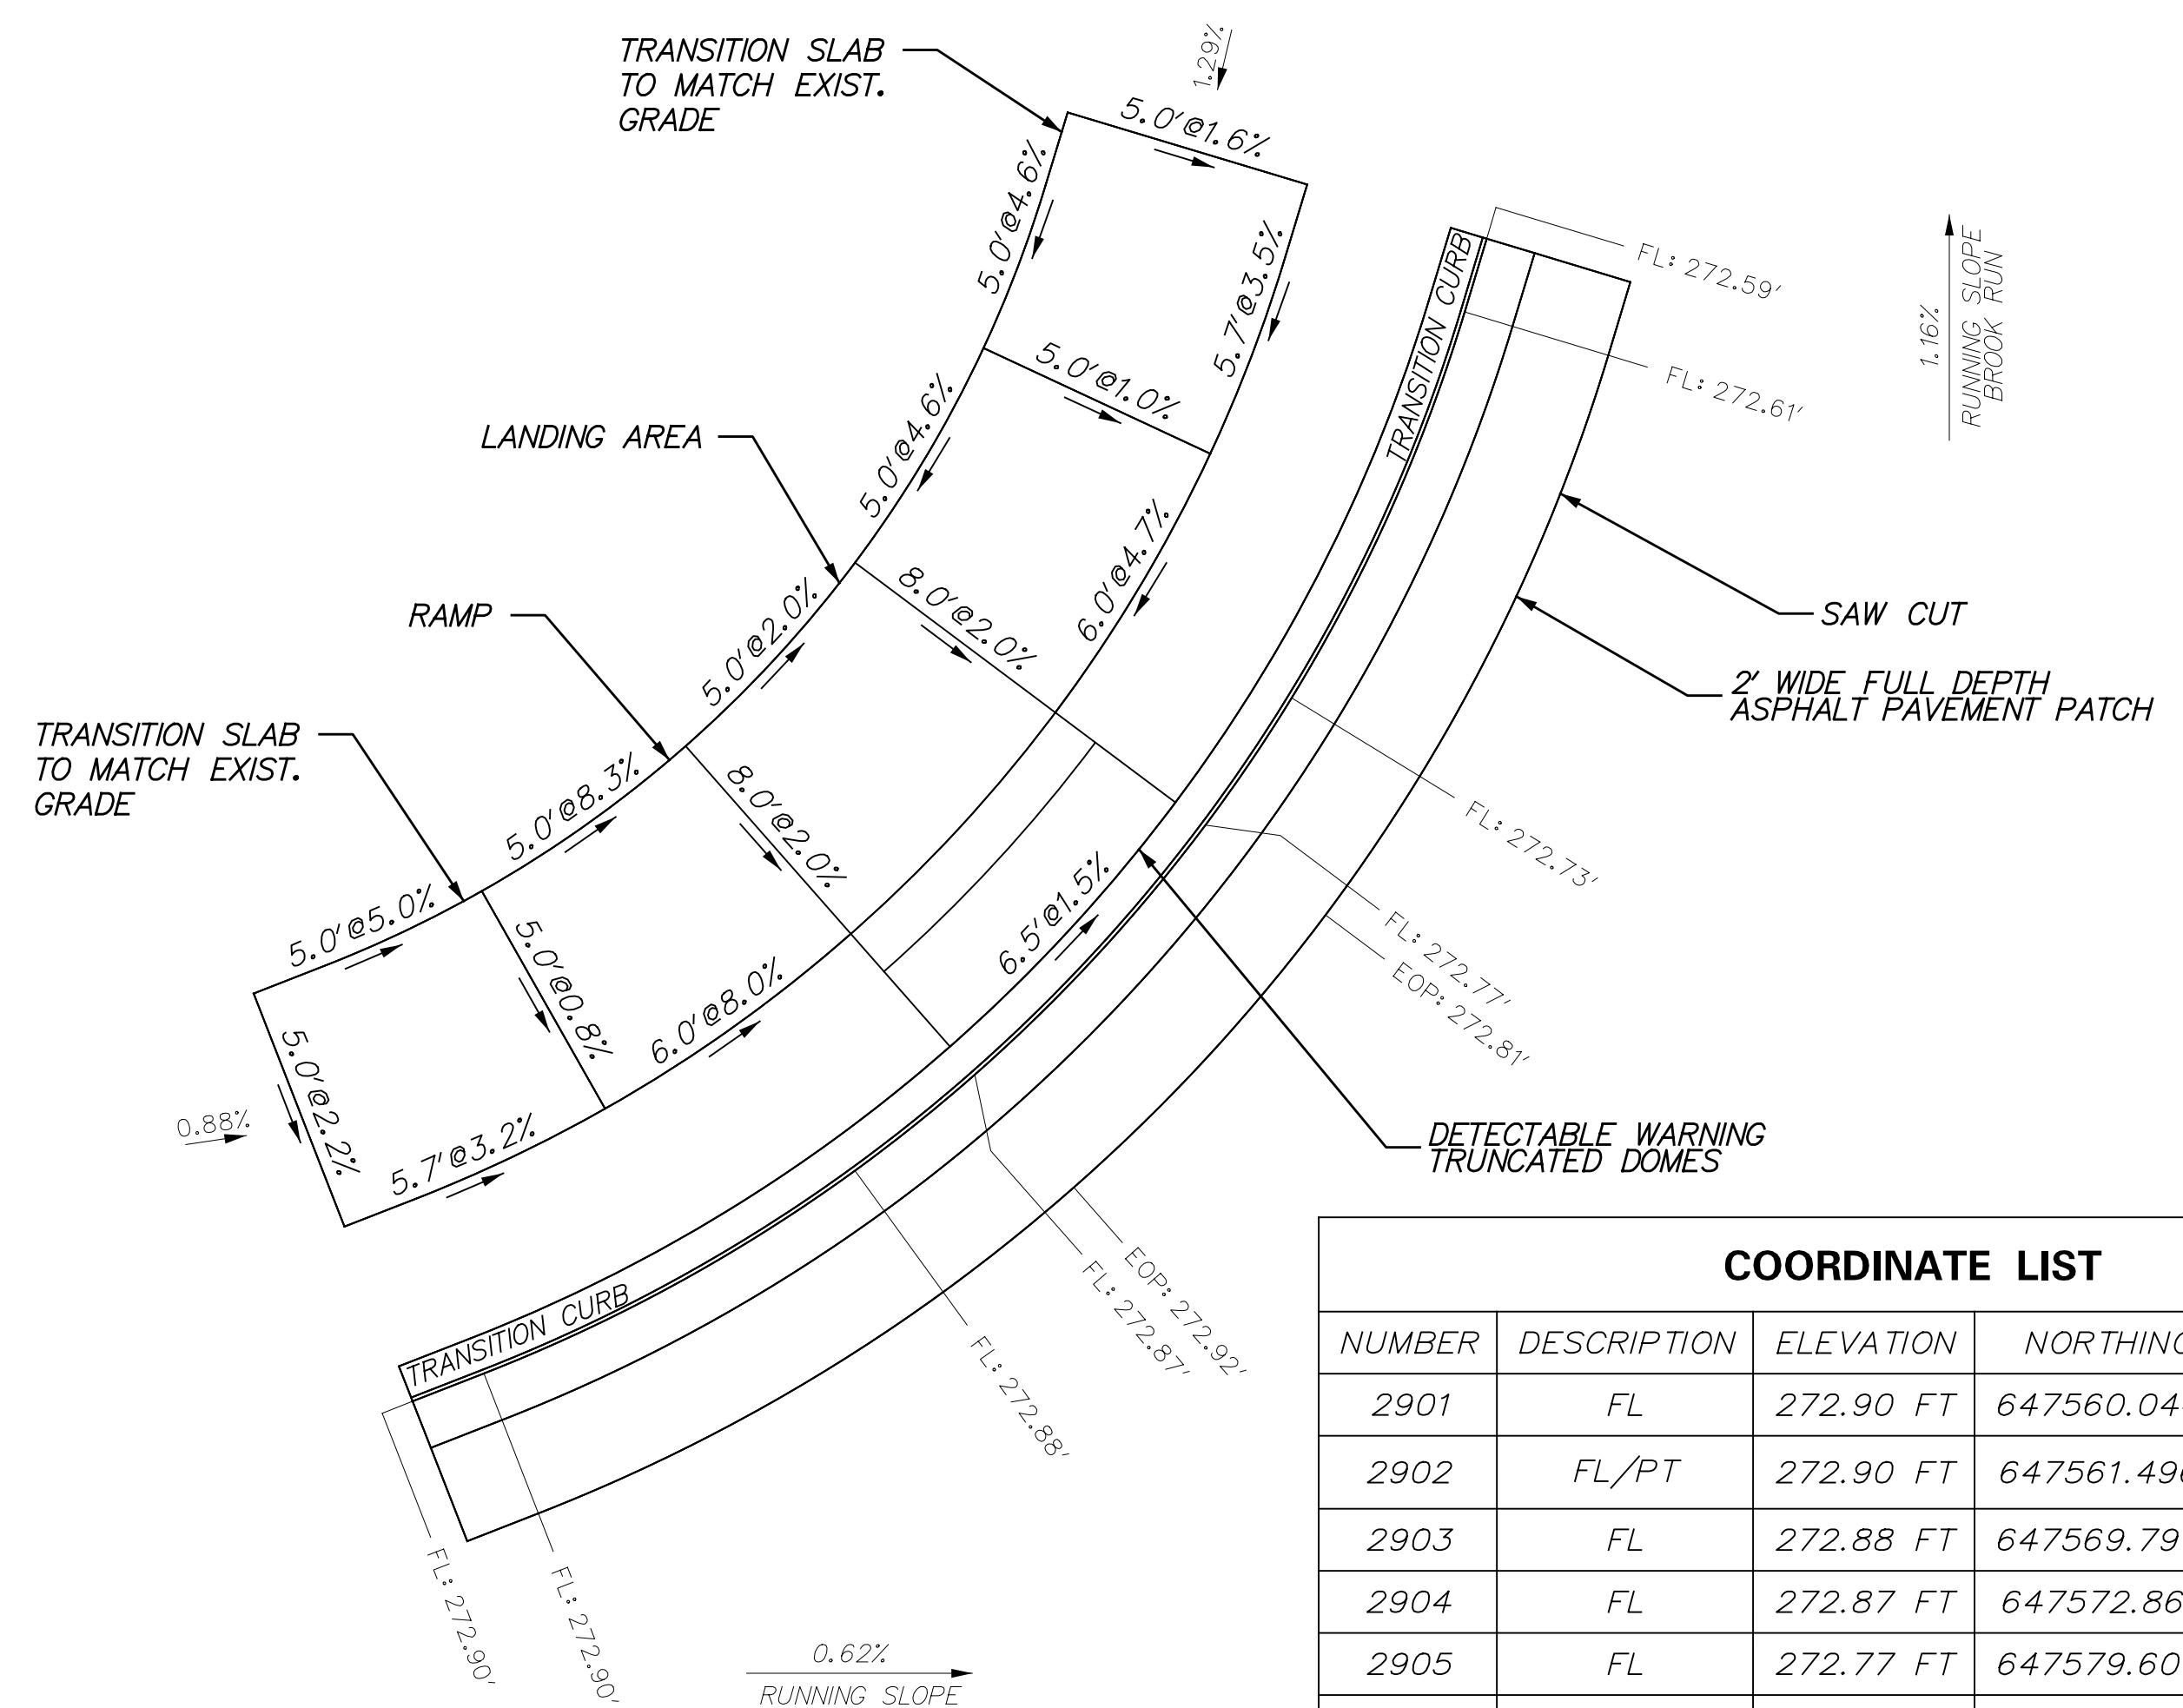 TRANSITION SLAB
TO MATCH EXIST.
GRADE
1.29%
5.0'@1.6%
5.0'@4.6%
5.7'@3.5%
5.0'@1.0%
TRANSITION CURB
FL: 272.59'
FL: 272.61'
1.16%
RUNNING SLOPE
BROOK RUN
LANDING AREA
5.0'@4.6%
6.0'@4.7%
8.0'@2.0%
RAMP
5.0'@2.0%
SAW CUT
2' WIDE FULL DEPTH
ASPHALT PAVEMENT PATCH
TRANSITION SLAB
TO MATCH EXIST.
GRADE
5.0'@8.3%
8.0'@2.0%
FL: 272.73'
5.0'@5.0%
5.0'@0.8%
6.5'@1.5%
FL: 272.77'
EOP: 272.81'
6.0'@8.0%
5.0'@2.2%
0.88%
5.7'@3.2%
DETECTABLE WARNING
TRUNCATED DOMES
EOP: 272.92'
FL: 272.87'
FL: 272.88'
TRANSITION CURB
FL: 272.90'
FL: 272.90'
0.62%
RUNNING SLOPE
COORDINATE LIST
NUMBER DESCRIPTION ELEVATION
2901 FL 272.90 FT 647560.04
2902 FL/PT 272.90 FT 647561.49
2903 FL 272.88 FT 647569.79
2904 FL 272.87 FT 647572.86
2905 FL 272.77 FT 647579.60